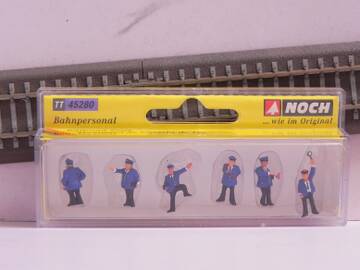 TT 45280
NOCH
Bahnpersonal
... wie im Original